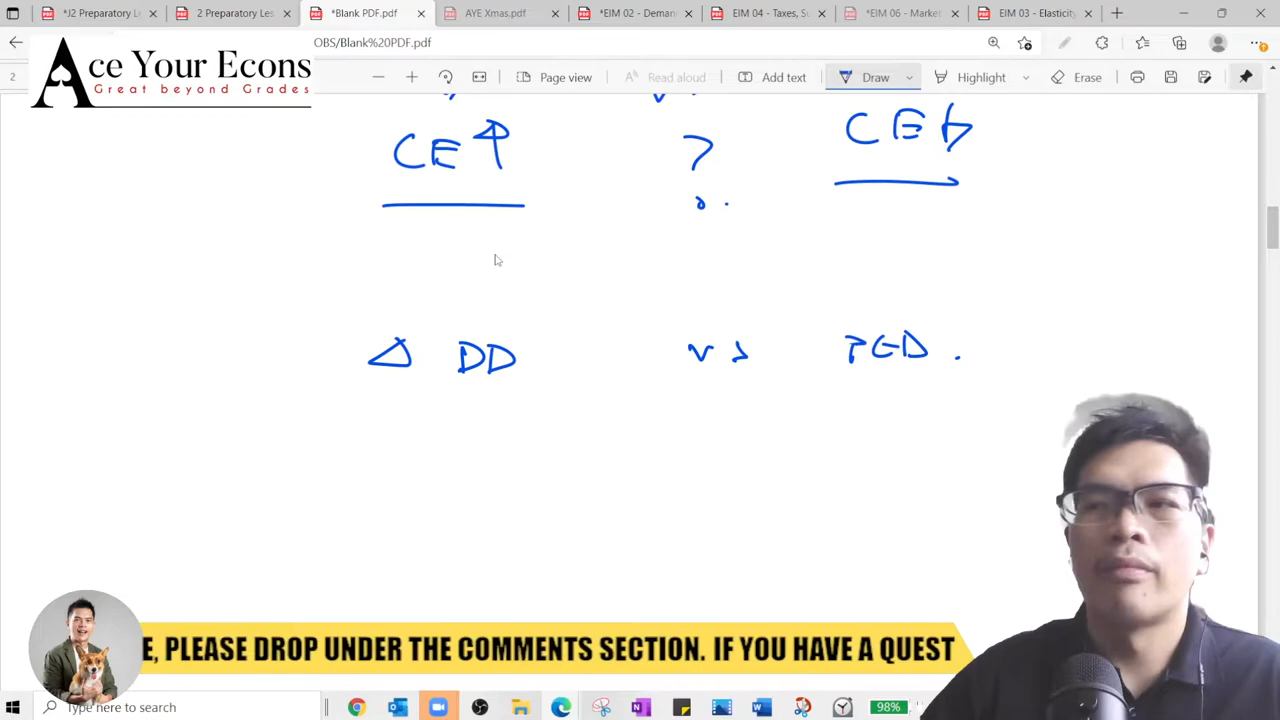 *J2 Preparatory Le
2 Preparatory Les
*Blank PDF.pdf
AYE Xmas.pdf
*EIM 02 - Deman
EIM 04 - Taxes, Su
*EIM 06 - Market
EIM 03 - Elasticity
OBS/Blank%20PDF.pdf
Ace Your Econs
Great beyond Grades
2
Page view
Read aloud
Add text
Draw
Highlight
Erase
CE↑ ? CE↓
Δ DD vs PED.
E, PLEASE DROP UNDER THE COMMENTS SECTION. IF YOU HAVE A QUEST
Type here to search
98%